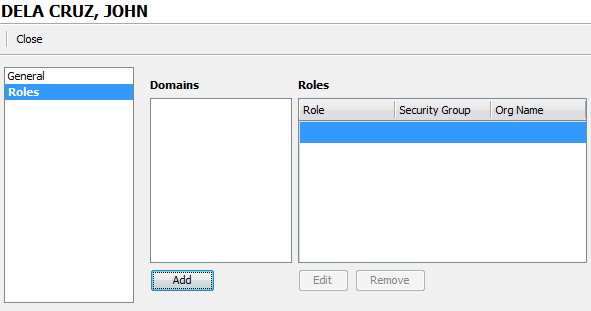 DELA CRUZ, JOHN
Close
General
Roles
Domains
Roles
Role Security Group Org Name
Add
Edit Remove